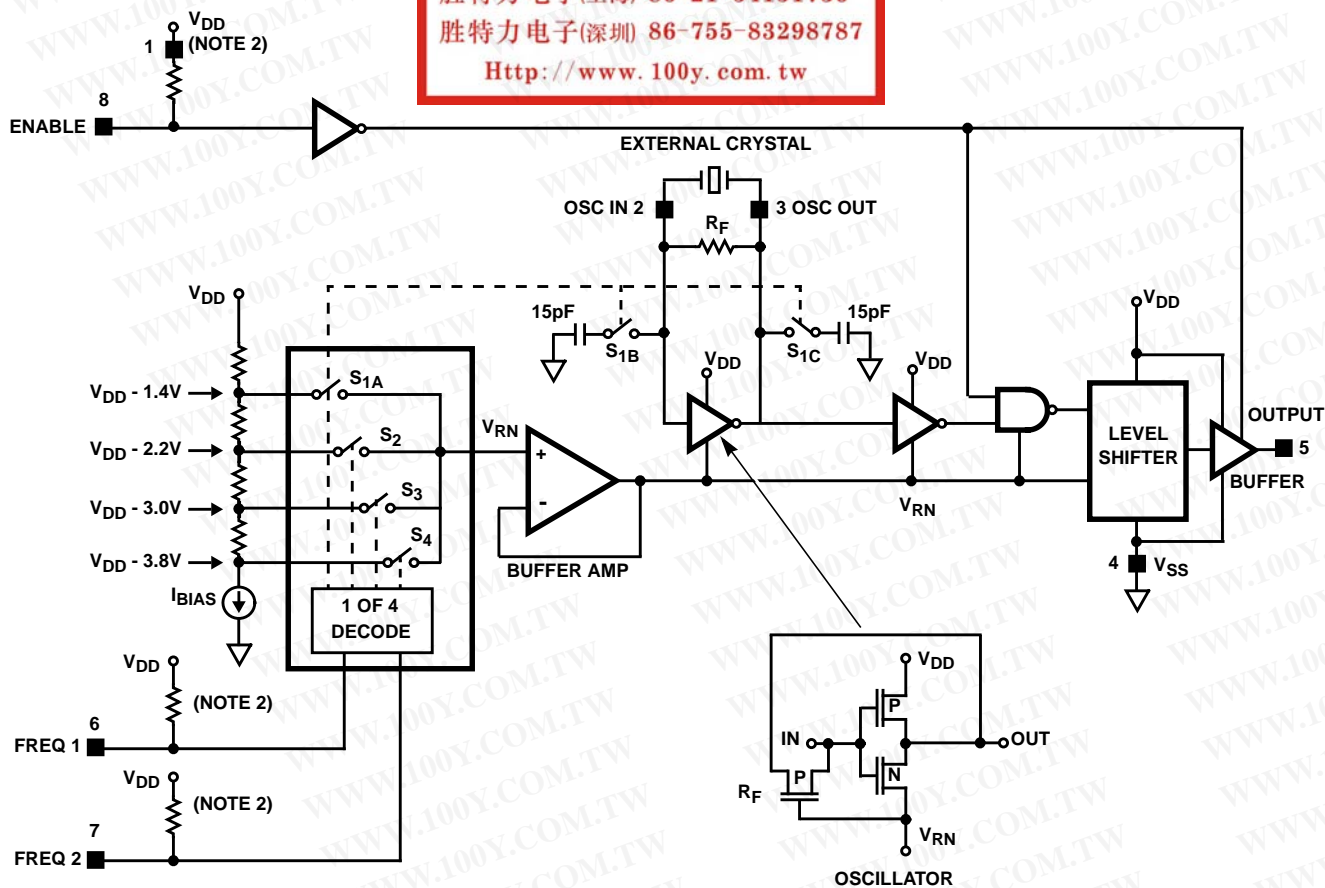 胜特力电子(深圳) 86-755-83298787
Http://www.100y.com.tw
VDD
1 (NOTE 2)
8
ENABLE
EXTERNAL CRYSTAL
OSC IN 2
3 OSC OUT
RF
VDD
15pF
S1B
15pF
S1C
VDD
VDD
VDD
VDD - 1.4V
VDD - 2.2V
VDD - 3.0V
VDD - 3.8V
S1A
S2
S3
S4
VRN
+
-
BUFFER AMP
VRN
LEVEL
SHIFTER
OUTPUT
5
BUFFER
4 VSS
IBIAS
1 OF 4
DECODE
VDD
(NOTE 2)
6
FREQ 1
VDD
(NOTE 2)
7
FREQ 2
VDD
P
IN
OUT
N
P
RF
VRN
OSCILLATOR
WWW.100Y.COM.TW